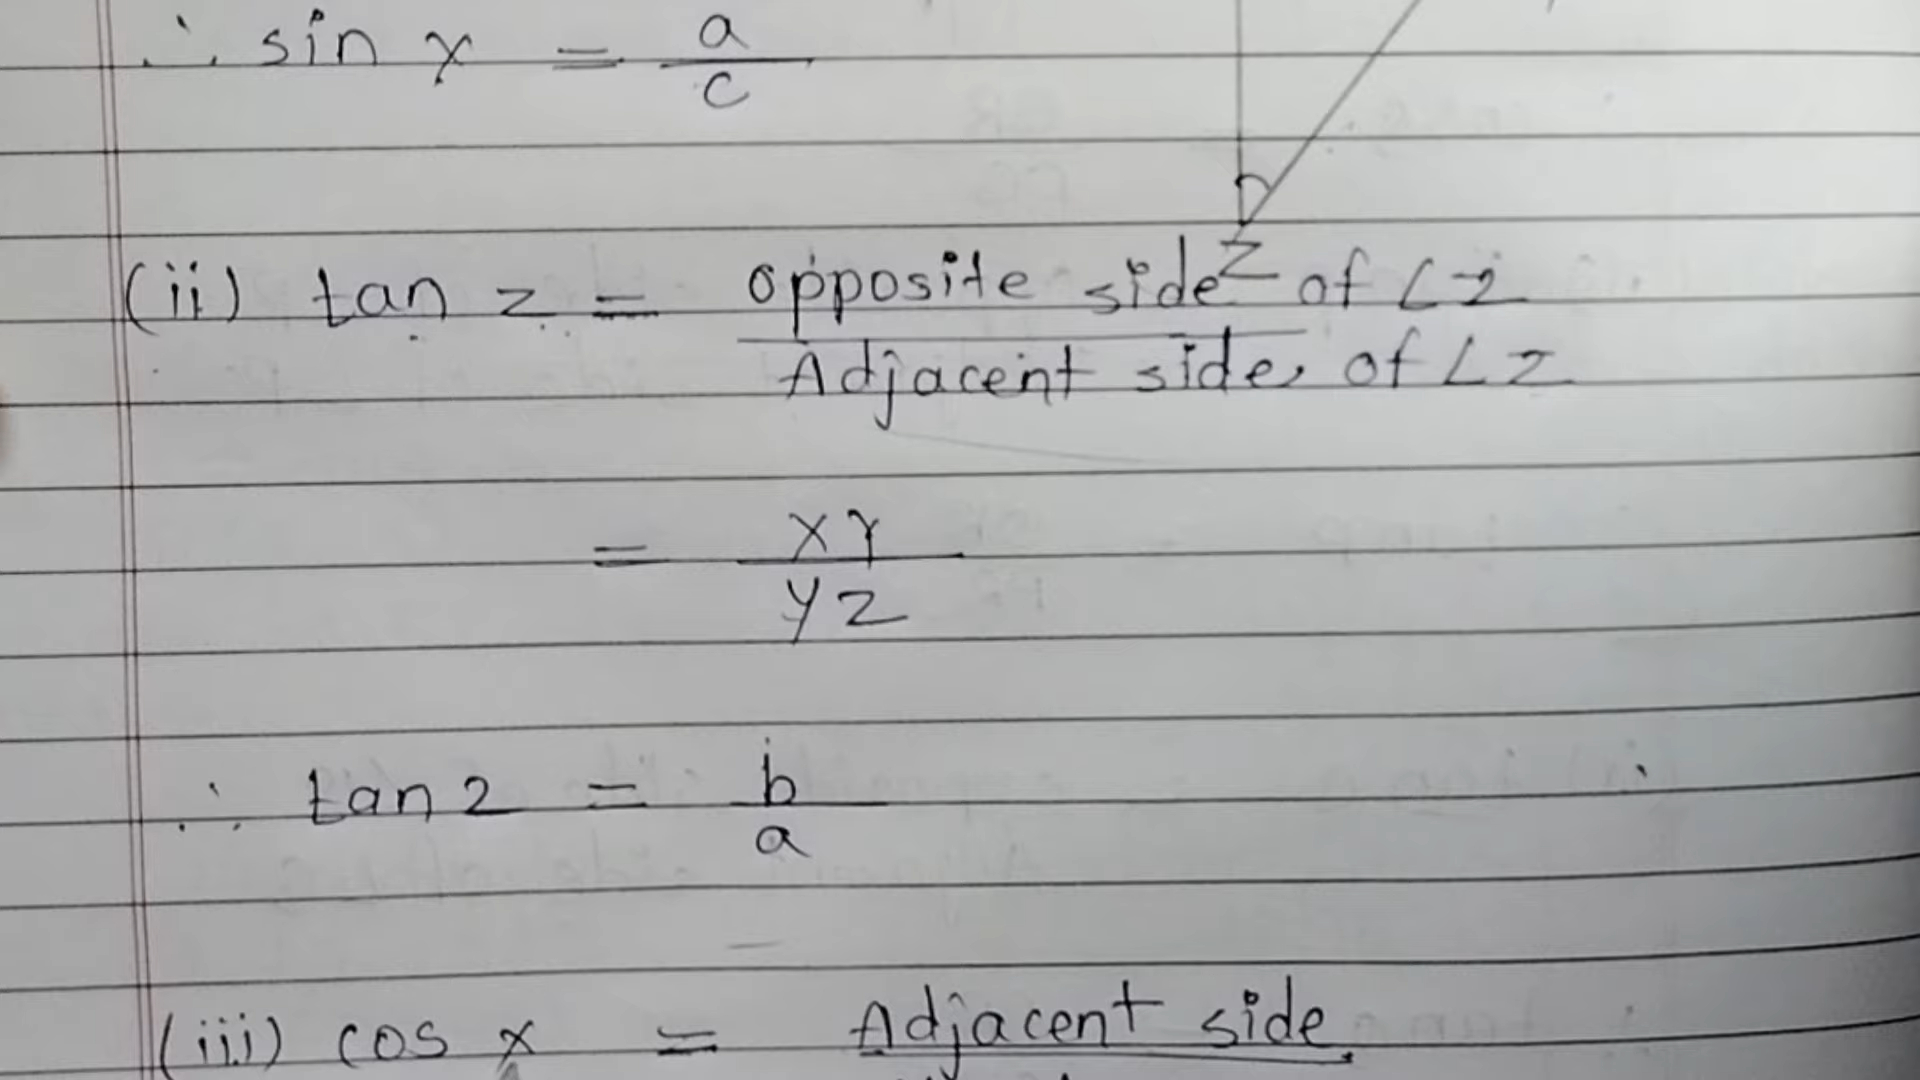 ∴ sin x = a/c
Z
(ii) tan z = opposite side of ∠z
Adjacent side of ∠z
= XY
YZ
∴ tan z = b/a
(iii) cos x = Adjacent side